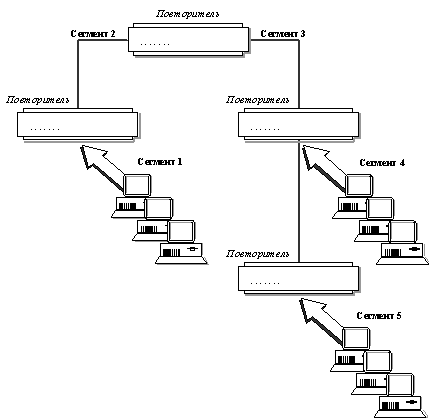 Повторитель
Сегмент 2
Сегмент 3
Повторитель
Повторитель
Сегмент 1
Сегмент 4
Повторитель
Сегмент 5